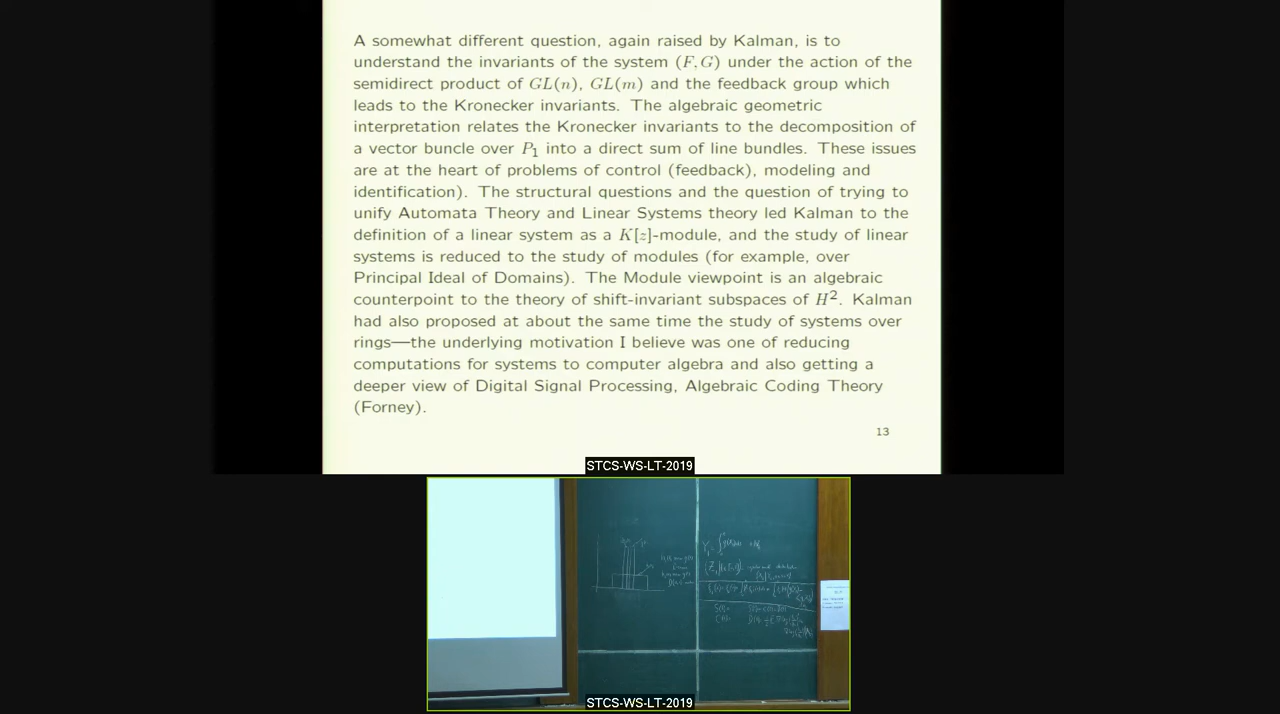 A somewhat different question, again raised by Kalman, is to
understand the invariants of the system (F, G) under the action of the
semidirect product of GL(n), GL(m) and the feedback group which
leads to the Kronecker invariants. The algebraic geometric
interpretation relates the Kronecker invariants to the decomposition of
a vector buncle over P₁ into a direct sum of line bundles. These issues
are at the heart of problems of control (feedback), modeling and
identification). The structural questions and the question of trying to
unify Automata Theory and Linear Systems theory led Kalman to the
definition of a linear system as a K[z]-module, and the study of linear
systems is reduced to the study of modules (for example, over
Principal Ideal of Domains). The Module viewpoint is an algebraic
counterpoint to the theory of shift-invariant subspaces of H². Kalman
had also proposed at about the same time the study of systems over
rings—the underlying motivation I believe was one of reducing
computations for systems to computer algebra and also getting a
deeper view of Digital Signal Processing, Algebraic Coding Theory
(Forney).
13
STCS-WS-LT-2019
STCS-WS-LT-2019